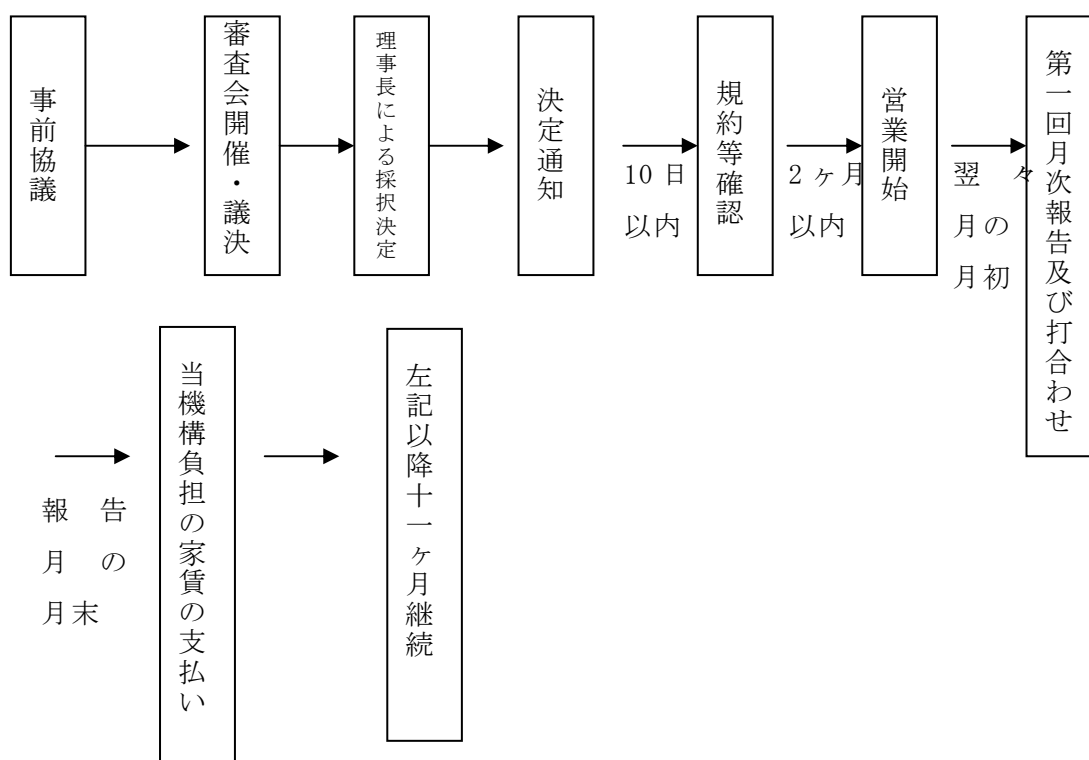 事前協議
審査会開催・議決
理事長による採択決定
決定通知
10日
以内
規約等確認
2ヶ月
以内
営業開始
翌々
月の
月初
第一回月次報告及び打合わせ
報告
月の
月末
当機構負担の家賃の支払い
左記以降十一ヶ月継続